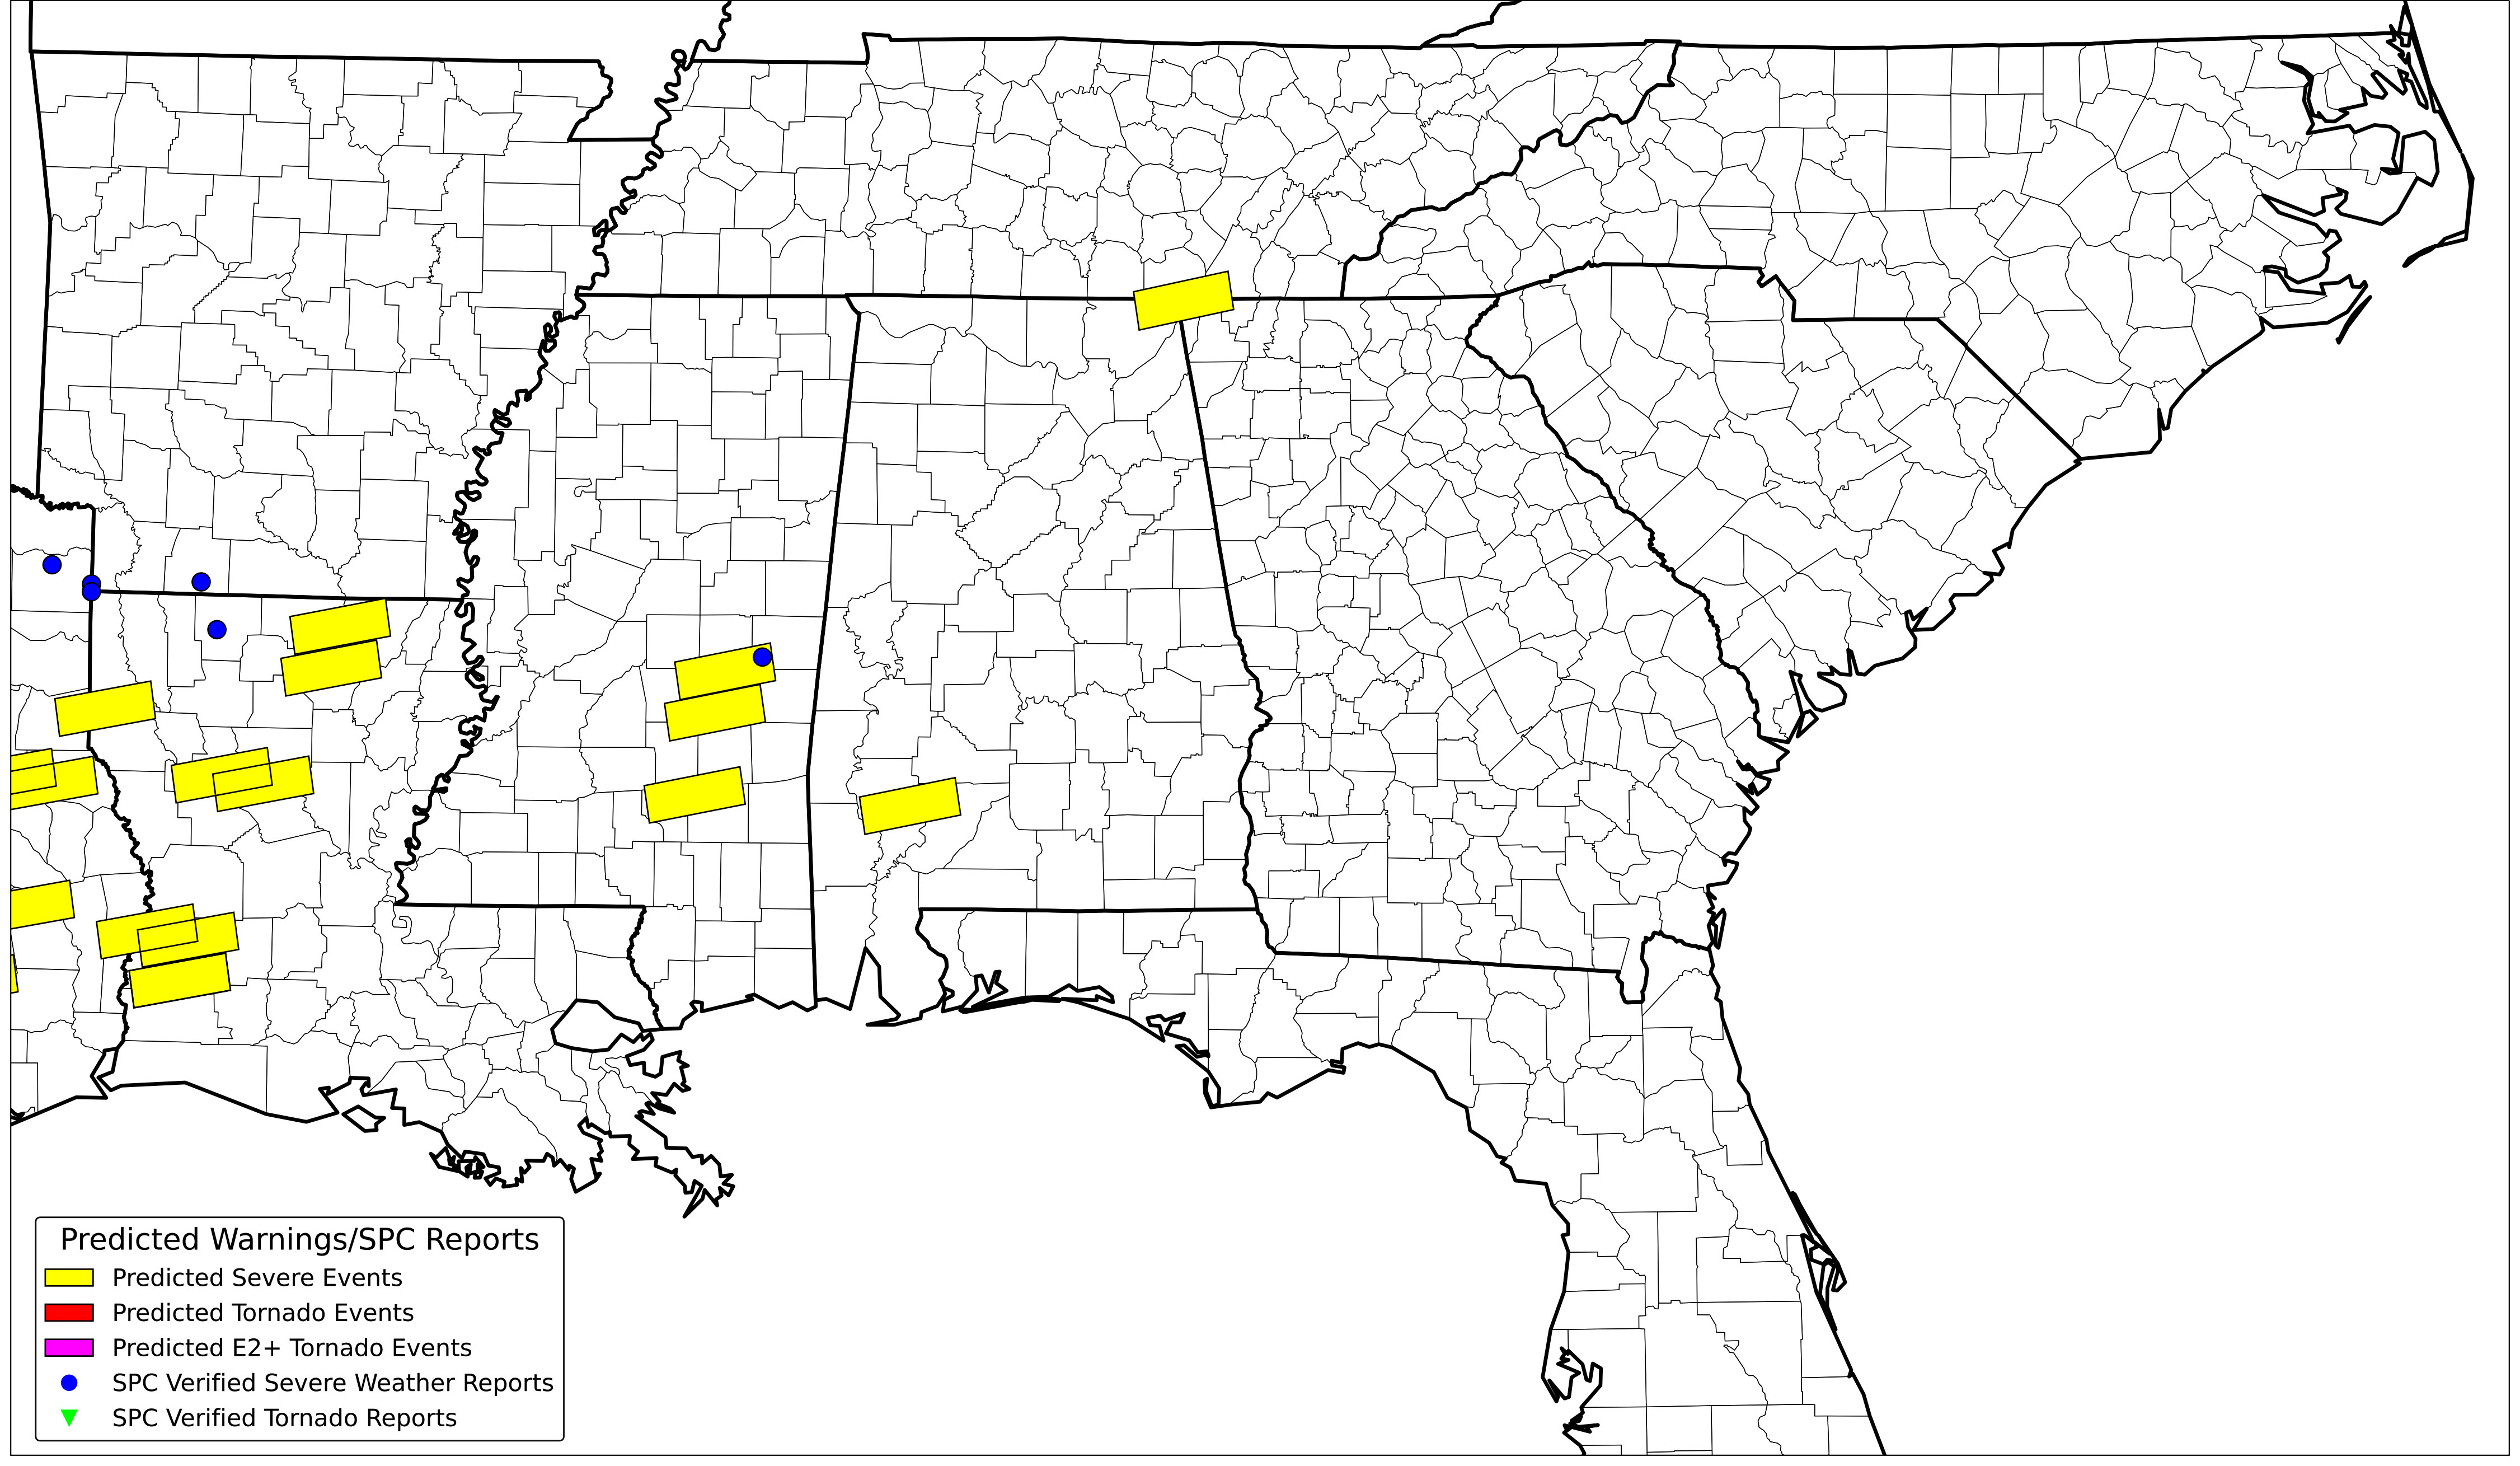 Predicted Warnings/SPC Reports
Predicted Severe Events
Predicted Tornado Events
Predicted E2+ Tornado Events
SPC Verified Severe Weather Reports
SPC Verified Tornado Reports